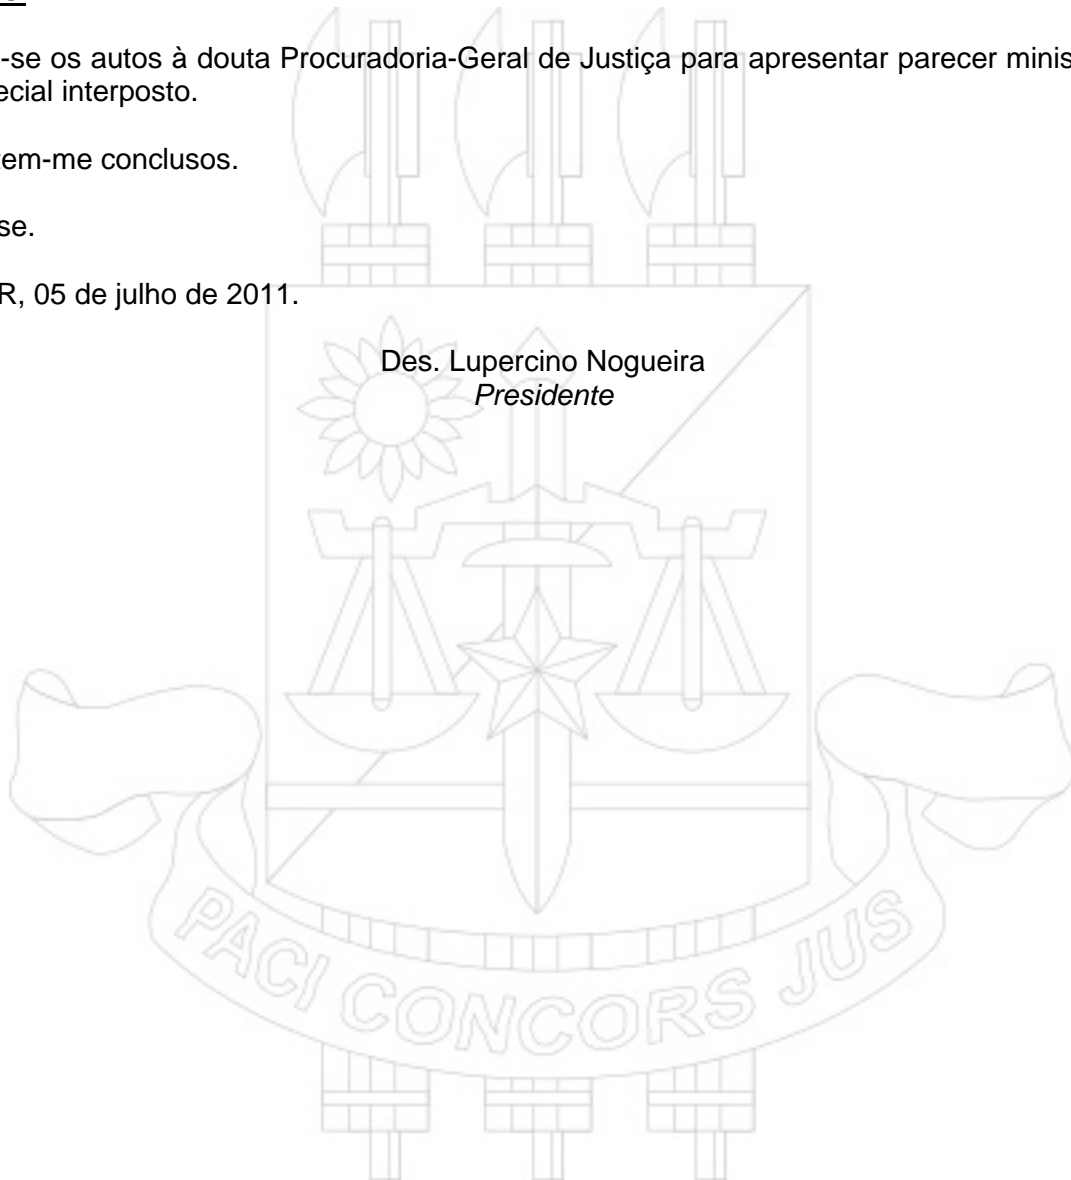 -se os autos à douta Procuradoria-Geral de Justiça para apresentar parecer minis
ecial interposto.
tem-me conclusos.
se.
R, 05 de julho de 2011.
Des. Lupercino Nogueira
Presidente
PACI CONCORS JUS